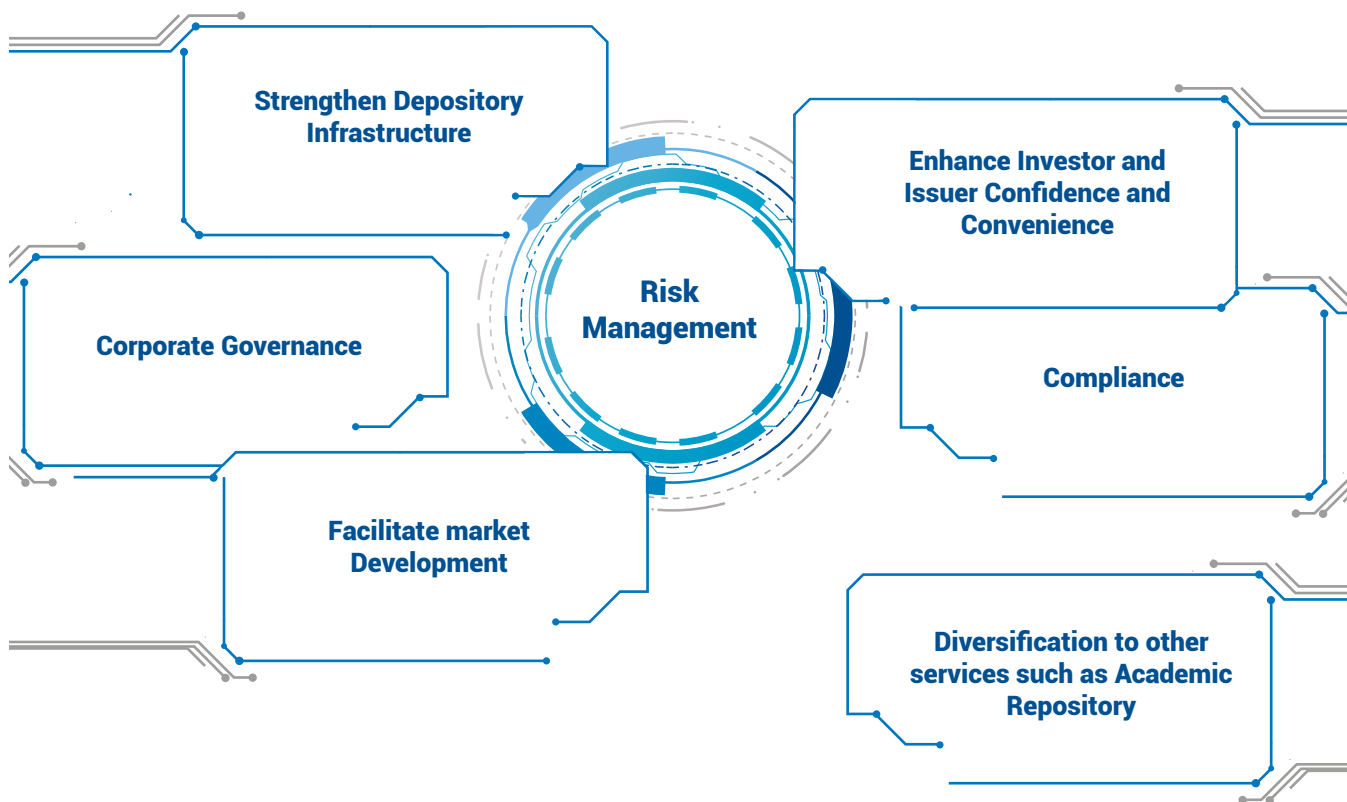 Strengthen Depository
Infrastructure
Enhance Investor and
Issuer Confidence and
Convenience
Risk
Management
Corporate Governance
Compliance
Facilitate market
Development
Diversification to other
services such as Academic
Repository